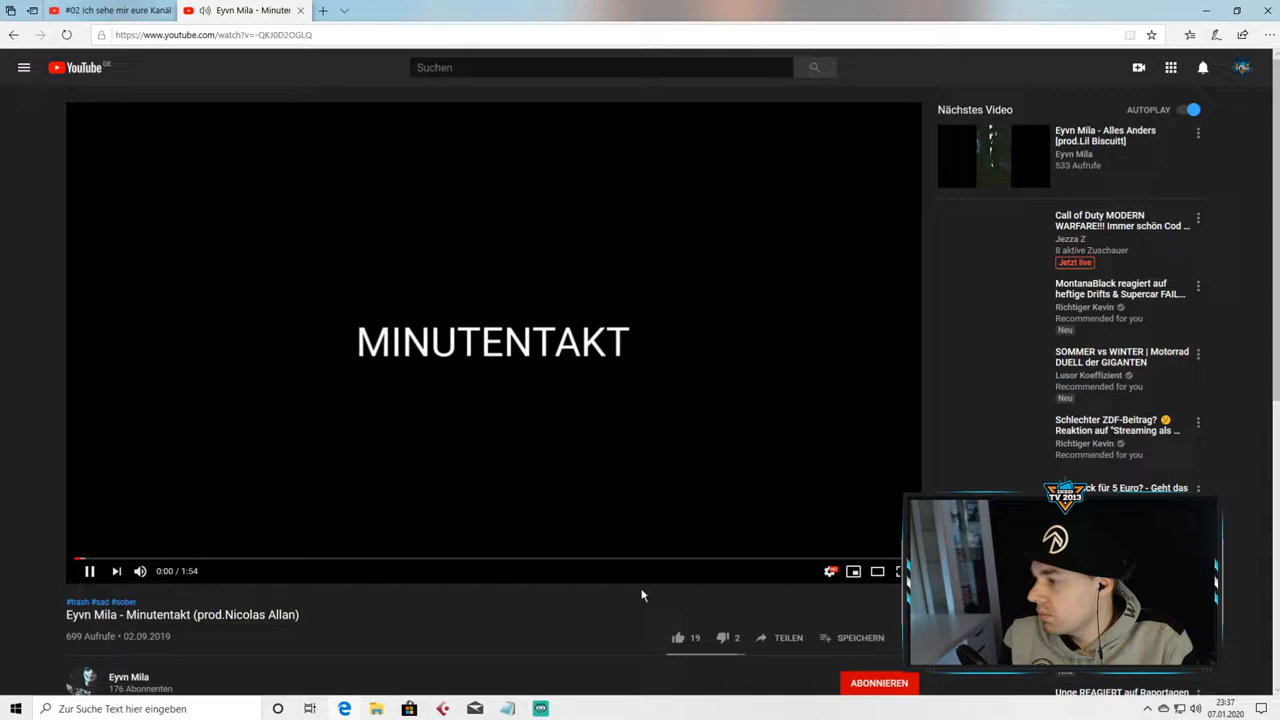 #02 Ich sehe mir eure Kanäl
Eyvn Mila - Minuten
https://www.youtube.com/watch?v=-QKJ0D2OGLQ
YouTube DE
Suchen
MINUTENTAKT
0:00 / 1:54
#trash #sad #sober
Eyvn Mila - Minutentakt (prod.Nicolas Allan)
699 Aufrufe • 02.09.2019
19
2
TEILEN
SPEICHERN
Eyvn Mila
176 Abonnenten
ABONNIEREN
Nächstes Video
AUTOPLAY
Eyvn Mila - Alles Anders
[prod.Lil Biscuitt]
Eyvn Mila
533 Aufrufe
Call of Duty MODERN
WARFARE!!! Immer schön Cod ...
Jezza Z
8 aktive Zuschauer
Jetzt live
MontanaBlack reagiert auf
heftige Drifts & Supercar FAIL...
Richtiger Kevin
Recommended for you
Neu
SOMMER vs WINTER | Motorrad
DUELL der GIGANTEN
Lusor Koeffizient
Recommended for you
Neu
Schlechter ZDF-Beitrag?
Reaktion auf "Streaming als ...
Richtiger Kevin
Recommended for you
ck für 5 Euro? - Geht das
ZOCKER
TV 2013
Unge REAGIERT auf Raportagen
Zur Suche Text hier eingeben
23:37
07.01.2020